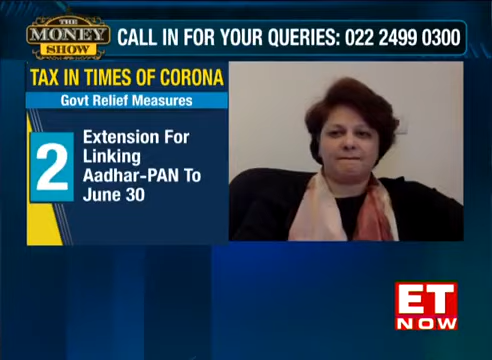 THE
MONEY
SHOW
CALL IN FOR YOUR QUERIES: 022 2499 0300
TAX IN TIMES OF CORONA
Govt Relief Measures
2
Extension For
Linking
Aadhar-PAN To
June 30
ET
NOW